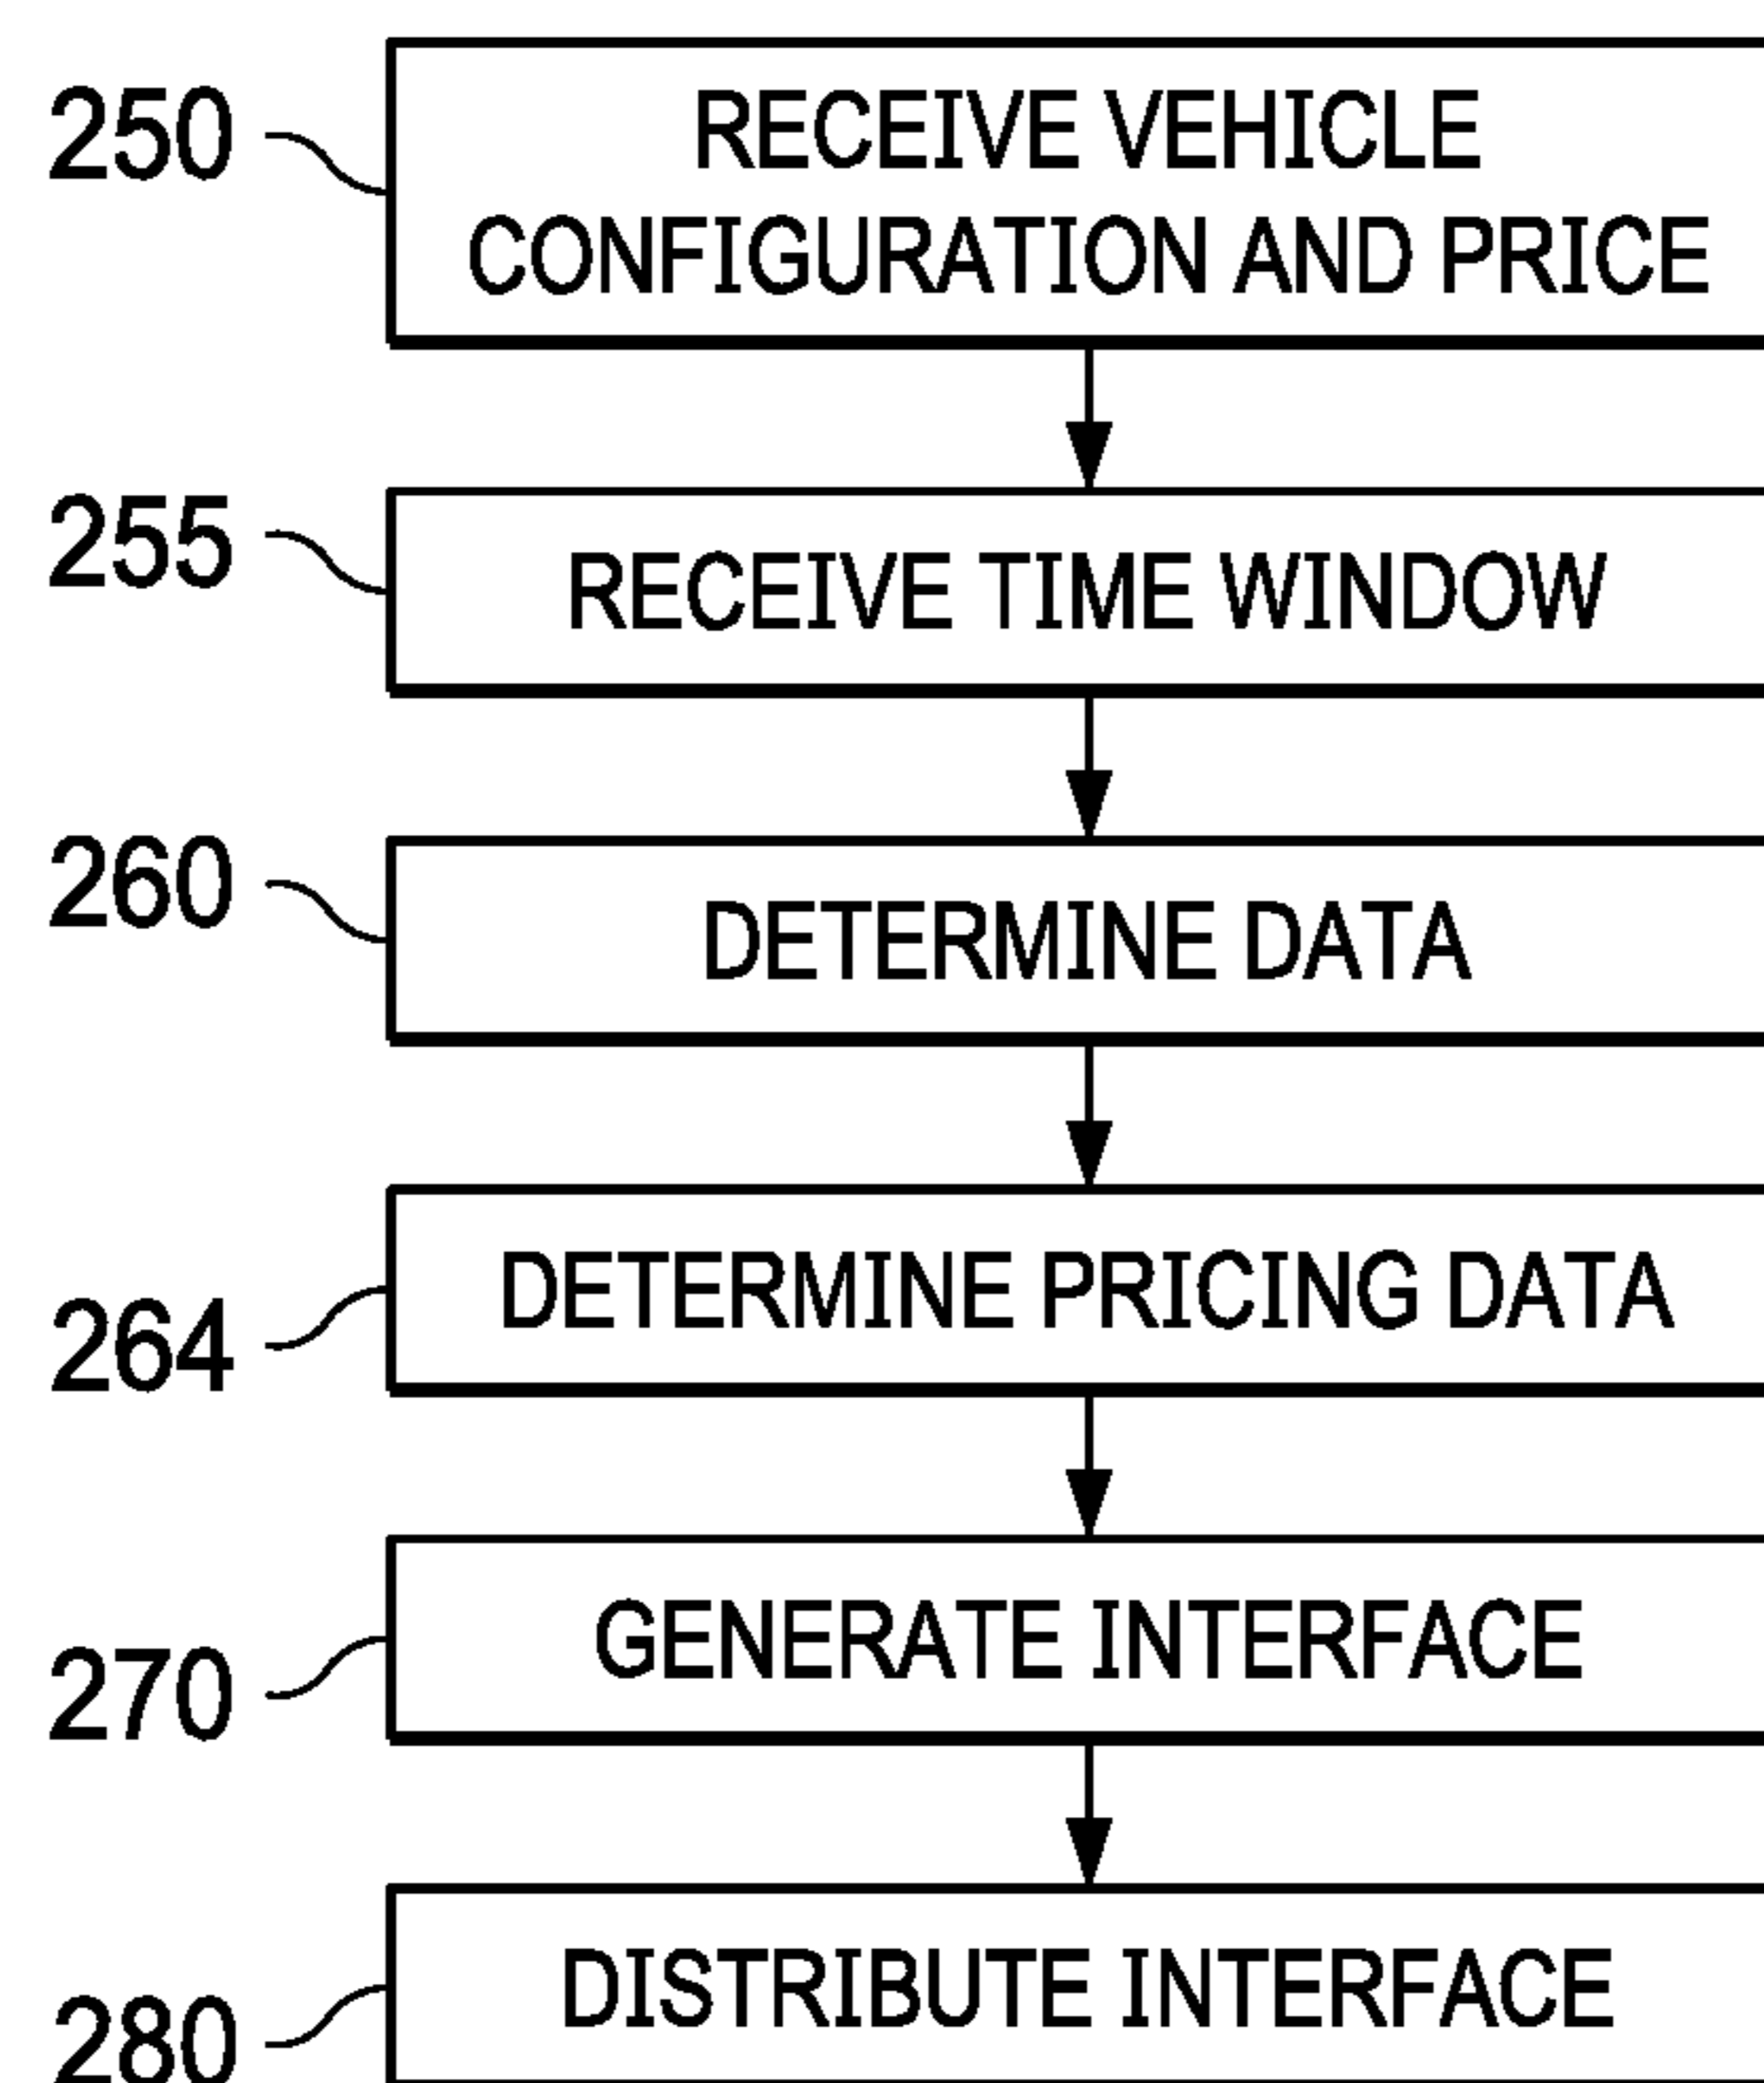 250
RECEIVE VEHICLE
CONFIGURATION AND PRICE
255
RECEIVE TIME WINDOW
260
DETERMINE DATA
264
DETERMINE PRICING DATA
270
GENERATE INTERFACE
280
DISTRIBUTE INTERFACE